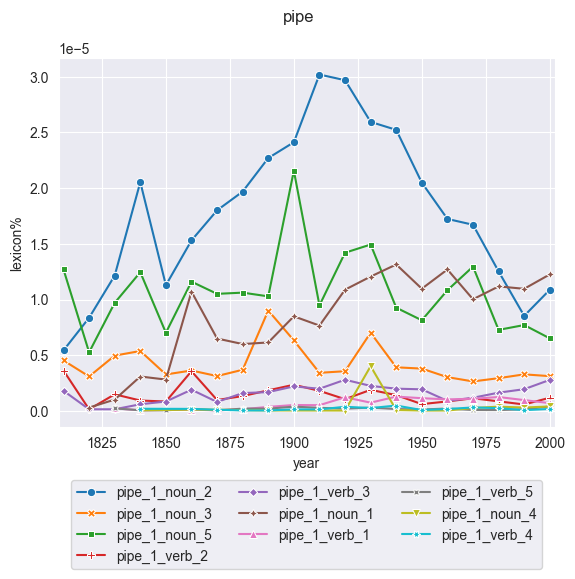 pipe
1e−5
3.0
2.5
2.0
1.5
1.0
0.5
0.0
lexicon%
1825 1850 1875 1900 1925 1950 1975 2000
year
pipe_1_noun_2 pipe_1_verb_3 pipe_1_verb_5
pipe_1_noun_3 pipe_1_noun_1 pipe_1_noun_4
pipe_1_noun_5 pipe_1_verb_1 pipe_1_verb_4
pipe_1_verb_2